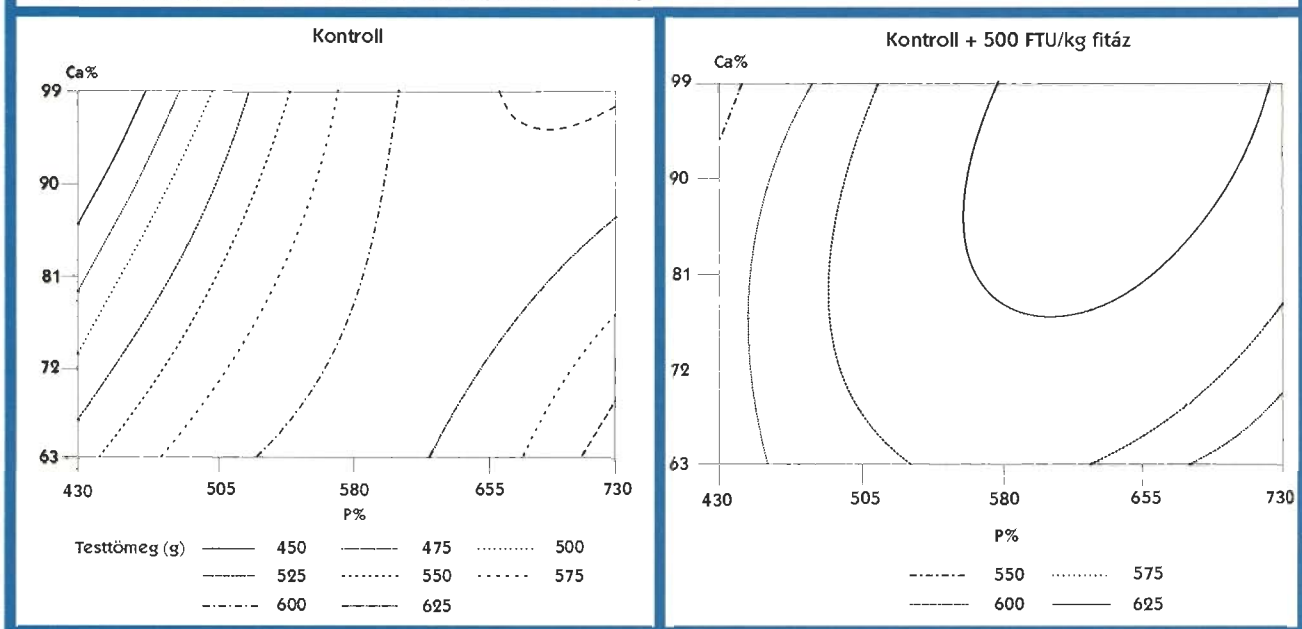 Kontroll
Ca%
99
90
81
72
63
430 505 580 655 730
P%
Testtömeg (g) 450 475 500
525 550 575
600 625
Kontroll + 500 FTU/kg fitáz
Ca%
99
90
81
72
63
430 505 580 655 730
P%
550 575
600 625